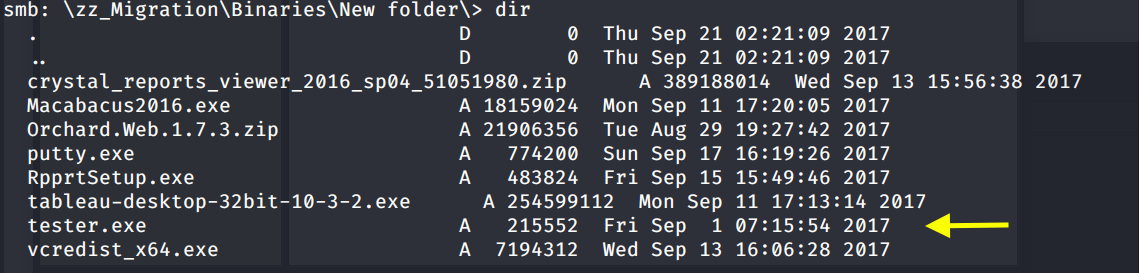 smb: \zz_Migration\Binaries\New folder\> dir
. D 0 Thu Sep 21 02:21:09 2017
.. D 0 Thu Sep 21 02:21:09 2017
crystal_reports_viewer_2016_sp04_51051980.zip A 389188014 Wed Sep 13 15:56:38 2017
Macabacus2016.exe A 18159024 Mon Sep 11 17:20:05 2017
Orchard.Web.1.7.3.zip A 21906356 Tue Aug 29 19:27:42 2017
putty.exe A 774200 Sun Sep 17 16:19:26 2017
RpprtSetup.exe A 483824 Fri Sep 15 15:49:46 2017
tableau-desktop-32bit-10-3-2.exe A 254599112 Mon Sep 11 17:13:14 2017
tester.exe A 215552 Fri Sep 1 07:15:54 2017
vcredist_x64.exe A 7194312 Wed Sep 13 16:06:28 2017